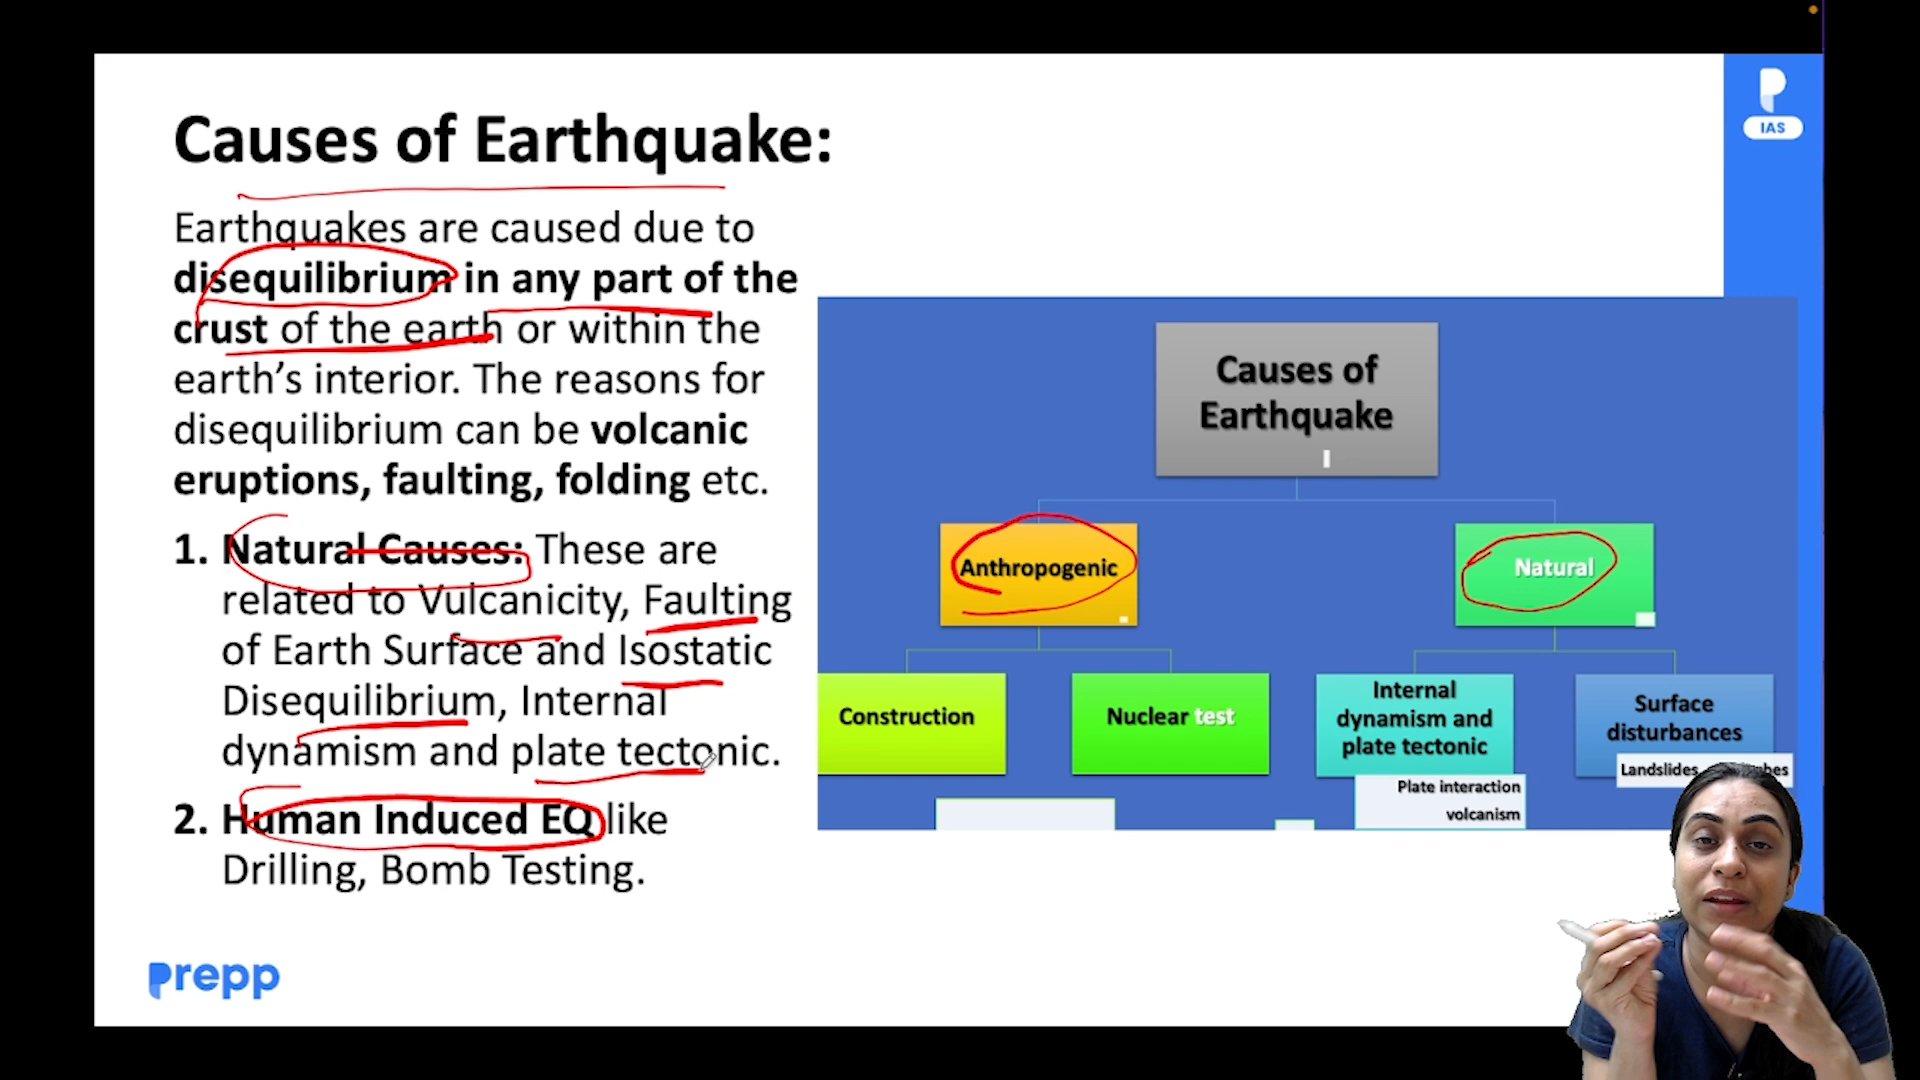 IAS
Causes of Earthquake:
Earthquakes are caused due to
disequilibrium in any part of the
crust of the earth or within the
earth's interior. The reasons for
disequilibrium can be volcanic
eruptions, faulting, folding etc.
1. Natural Causes: These are
related to Vulcanicity, Faulting
of Earth Surface and Isostatic
Disequilibrium, Internal
dynamism and plate tectonic.
2. Human Induced EQ like
Drilling, Bomb Testing.
Causes of
Earthquake
Anthropogenic
Natural
Construction
Nuclear test
Internal
dynamism and
plate tectonic
Surface
disturbances
Plate interaction
volcanism
Landslides
prepp